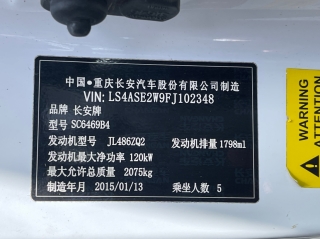 中国●重庆长安汽车股份有限公司制造
VIN: LS4ASE2W9FJ102348
品牌 长安牌
型号 SC6469B4
发动机型号 JL486ZQ2 发动机排量 1798ml
发动机最大净功率 120kW
最大允许总质量 2075kg
制造年月 2015/01/13 乘坐人数 5
WARNING
ATTENTION